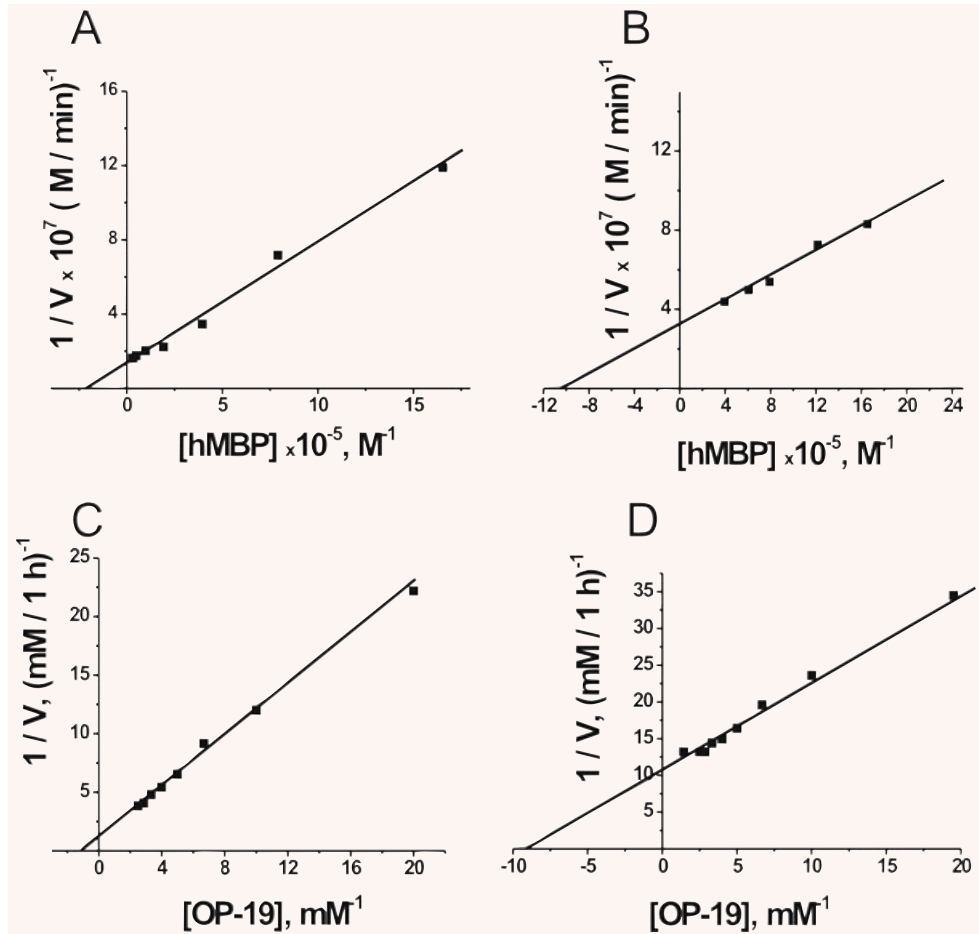 A
1 / V x 10⁷ ( M / min)⁻¹
16
12
8
4
0 5 10 15
[hMBP] x10⁻⁵, M⁻¹
B
1 / V x 10⁷ ( M / min)⁻¹
12
8
4
-12 -8 -4 0 4 8 12 16 20 24
[hMBP] x10⁻⁵, M⁻¹
C
1 / V, (mM / 1 h)⁻¹
25
20
15
10
5
0 4 8 12 16 20
[OP-19], mM⁻¹
D
1 / V, (mM / 1 h)⁻¹
35
30
25
20
15
10
5
-10 -5 0 5 10 15 20
[OP-19], mM⁻¹